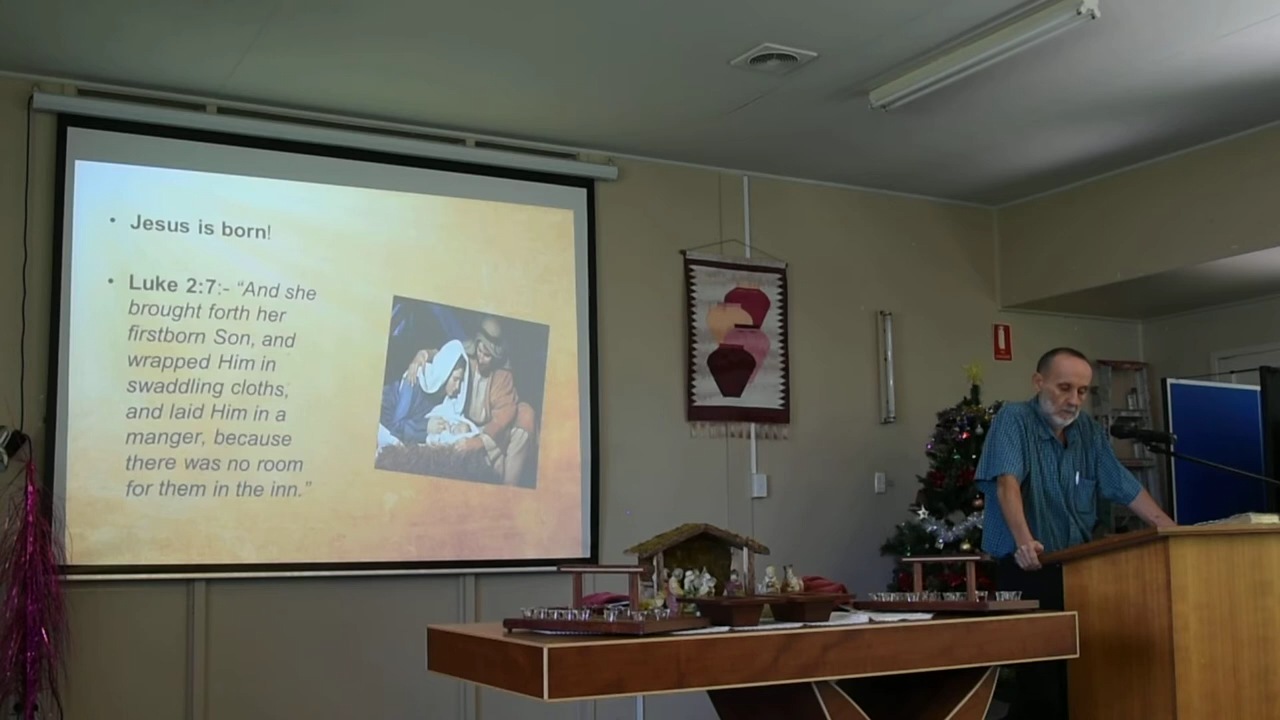 • Jesus is born!
• Luke 2:7:- “And she
brought forth her
firstborn Son, and
wrapped Him in
swaddling cloths,
and laid Him in a
manger, because
there was no room
for them in the inn.”